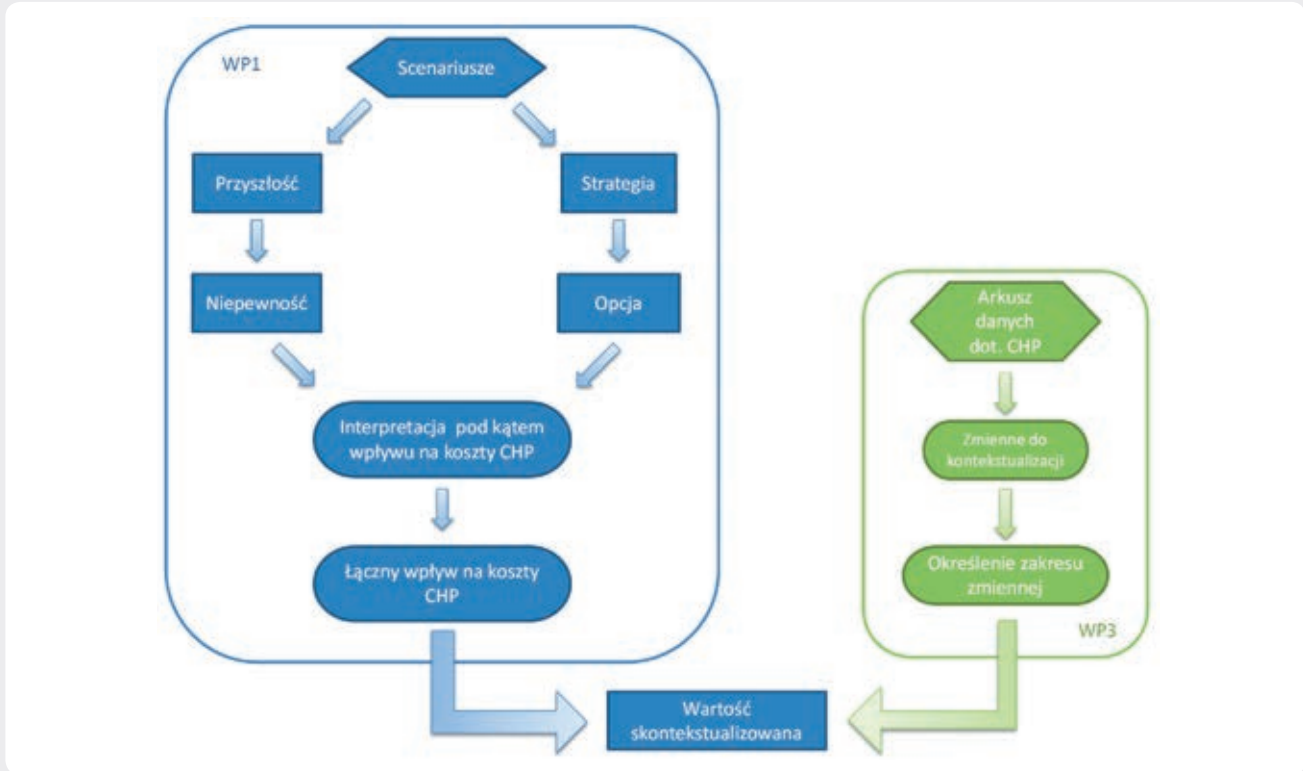 WP1
Scenariusze
Przyszłość
Strategia
Niepewność
Opcja
Interpretacja pod kątem
wpływu na koszty CHP
Łączny wpływ na koszty
CHP
Arkusz
danych
dot. CHP
Zmienne do
kontekstualizacji
Określenie zakresu
zmiennej
WP3
Wartość
skontekstualizowana